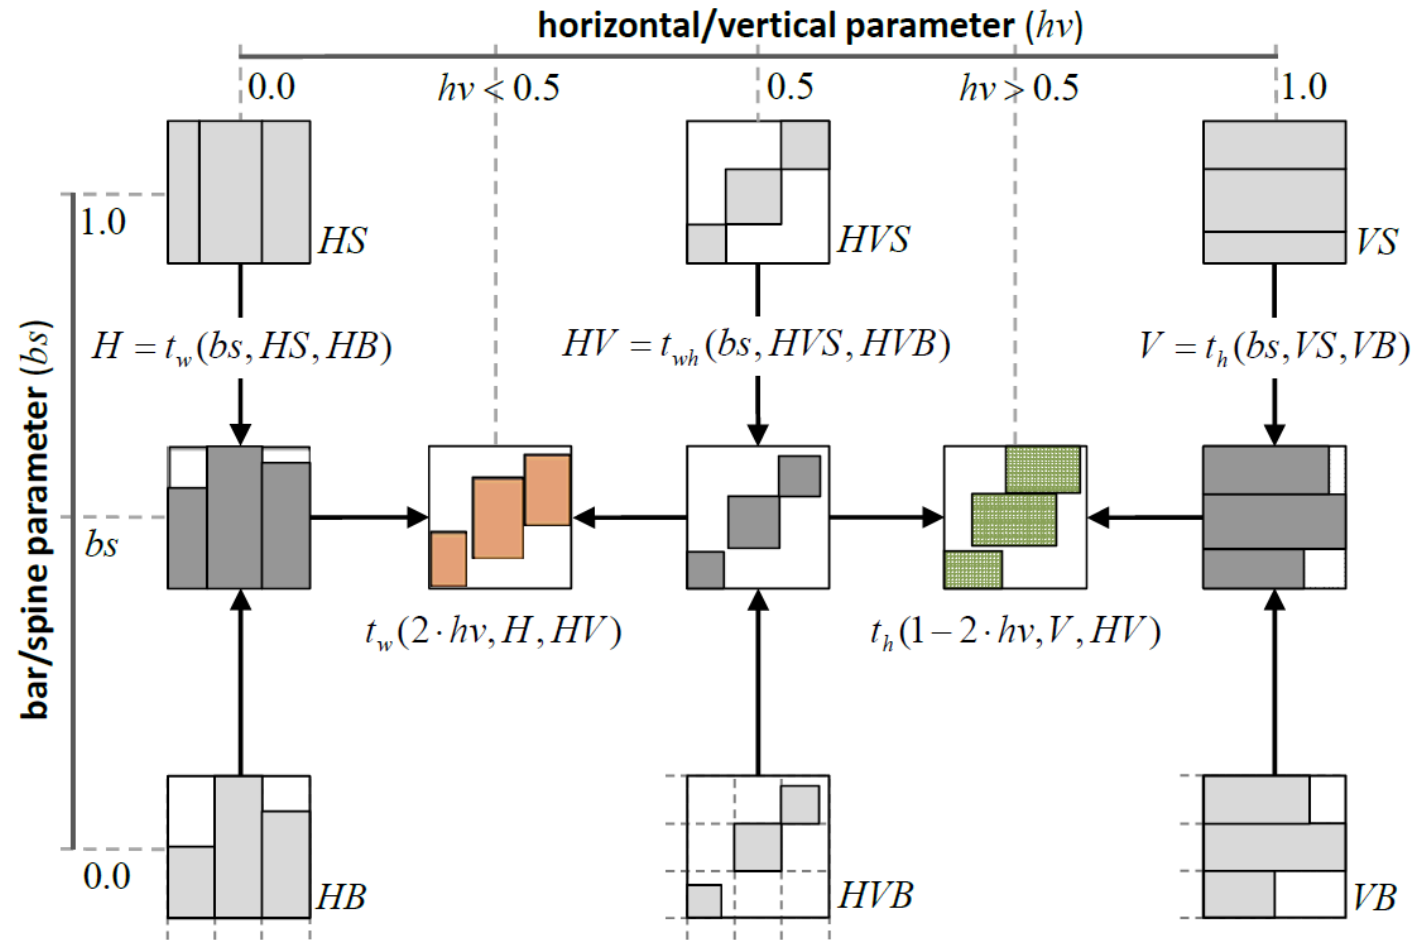 horizontal/vertical parameter (hv)
0.0
hv < 0.5
0.5
hv > 0.5
1.0
bar/spine parameter (bs)
1.0
HS
HVS
VS
H = t_w(bs, HS, HB)
HV = t_wh(bs, HVS, HVB)
V = t_h(bs, VS, VB)
bs
t_w(2 · hv, H, HV)
t_h(1 − 2 · hv, V, HV)
0.0
HB
HVB
VB